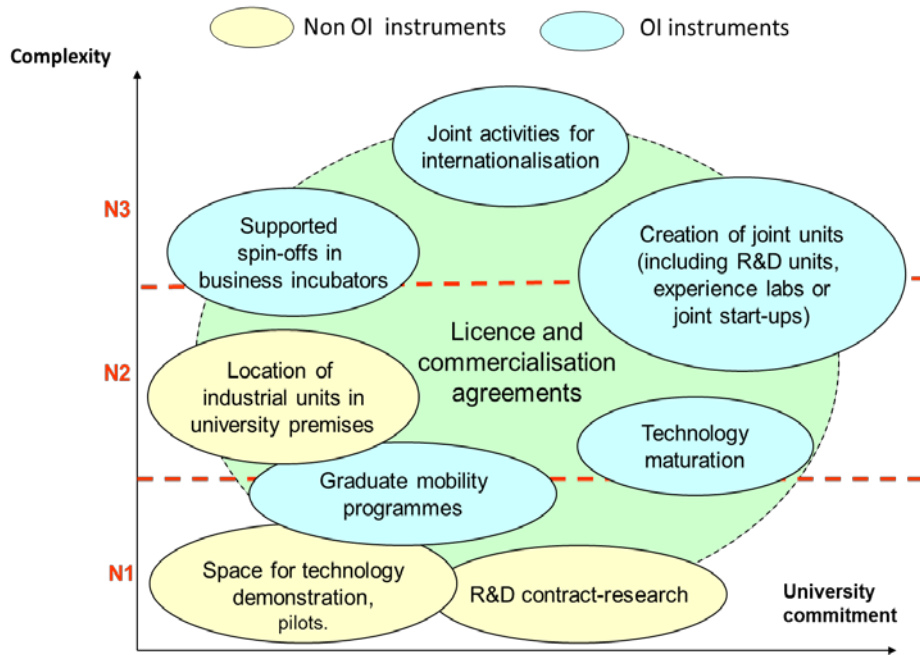 Non OI instruments
OI instruments
Complexity
Joint activities for
internationalisation
N3
Supported
spin-offs in
business incubators
Creation of joint units
(including R&D units,
experience labs or
joint start-ups)
Licence and
commercialisation
agreements
N2
Location of
industrial units in
university premises
Technology
maturation
Graduate mobility
programmes
N1
Space for technology
demonstration,
pilots.
R&D contract-research
University
commitment